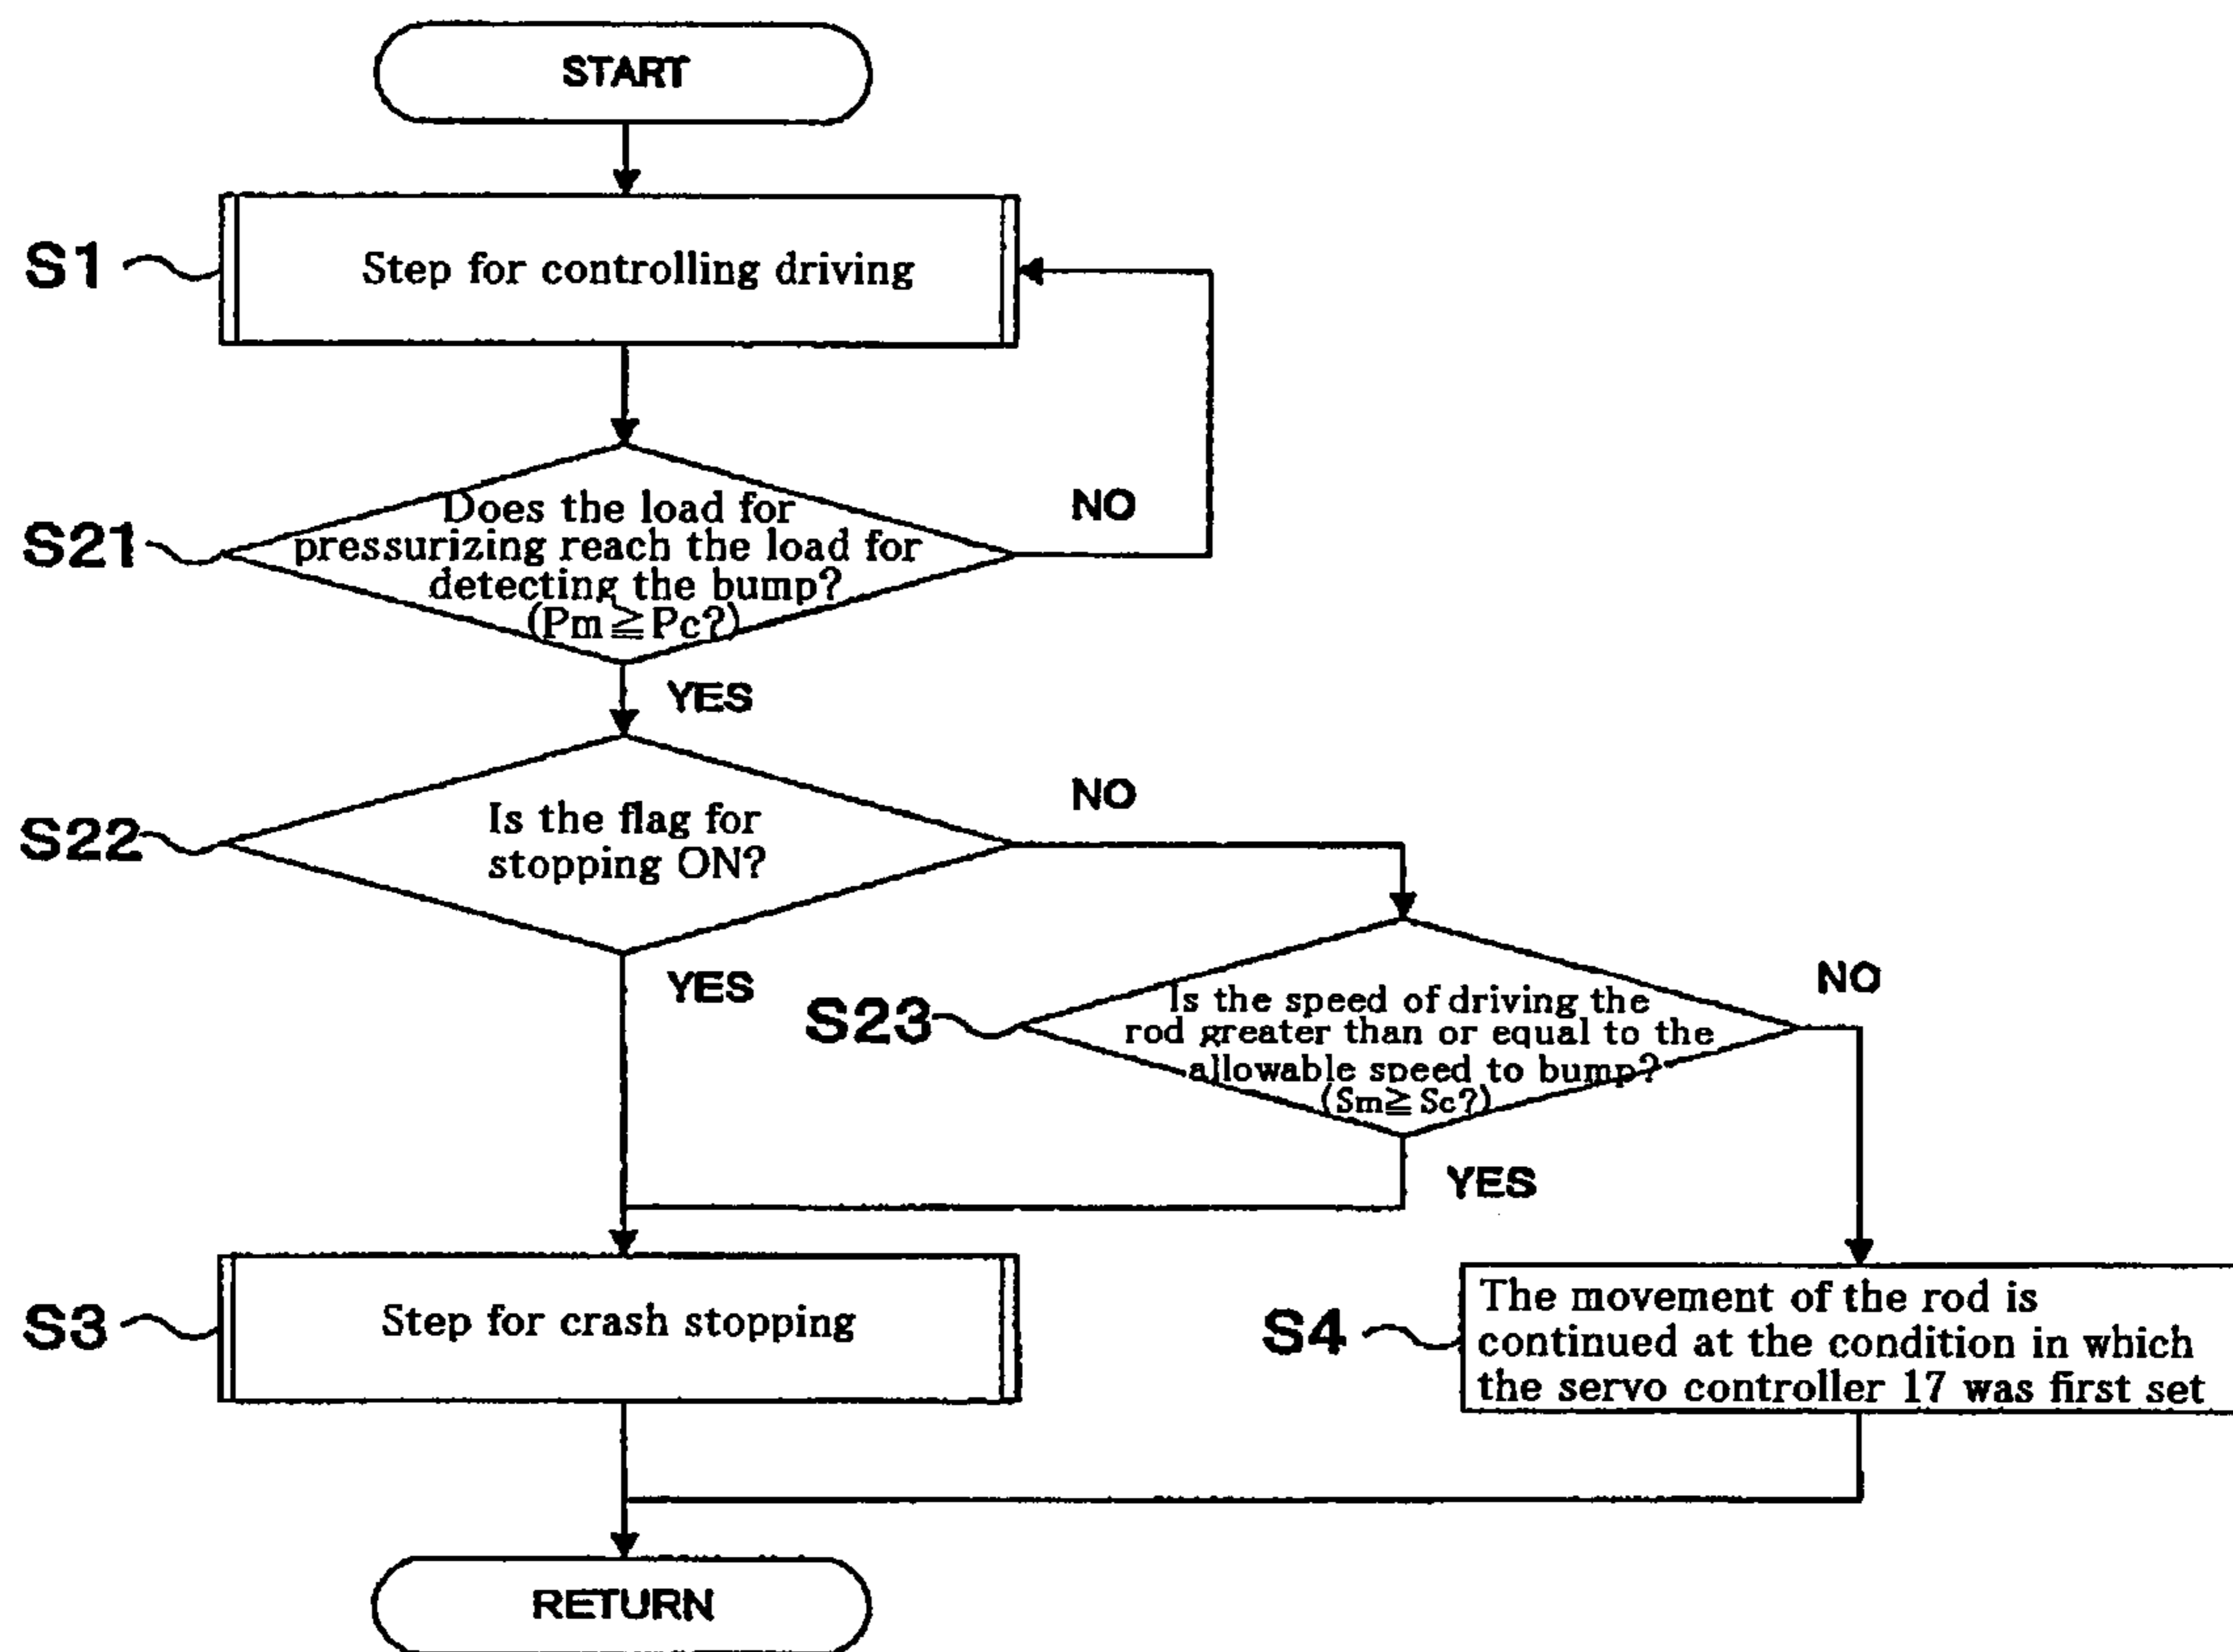 START
S1
Step for controlling driving
S21
Does the load for
pressurizing reach the load for
detecting the bump?
(Pm≧Pc?)
NO
YES
S22
Is the flag for
stopping ON?
NO
YES
S23
Is the speed of driving the
rod greater than or equal to the
allowable speed to bump?
(Sm≧Sc?)
NO
YES
S3
Step for crash stopping
S4
The movement of the rod is
continued at the condition in which
the servo controller 17 was first set
RETURN